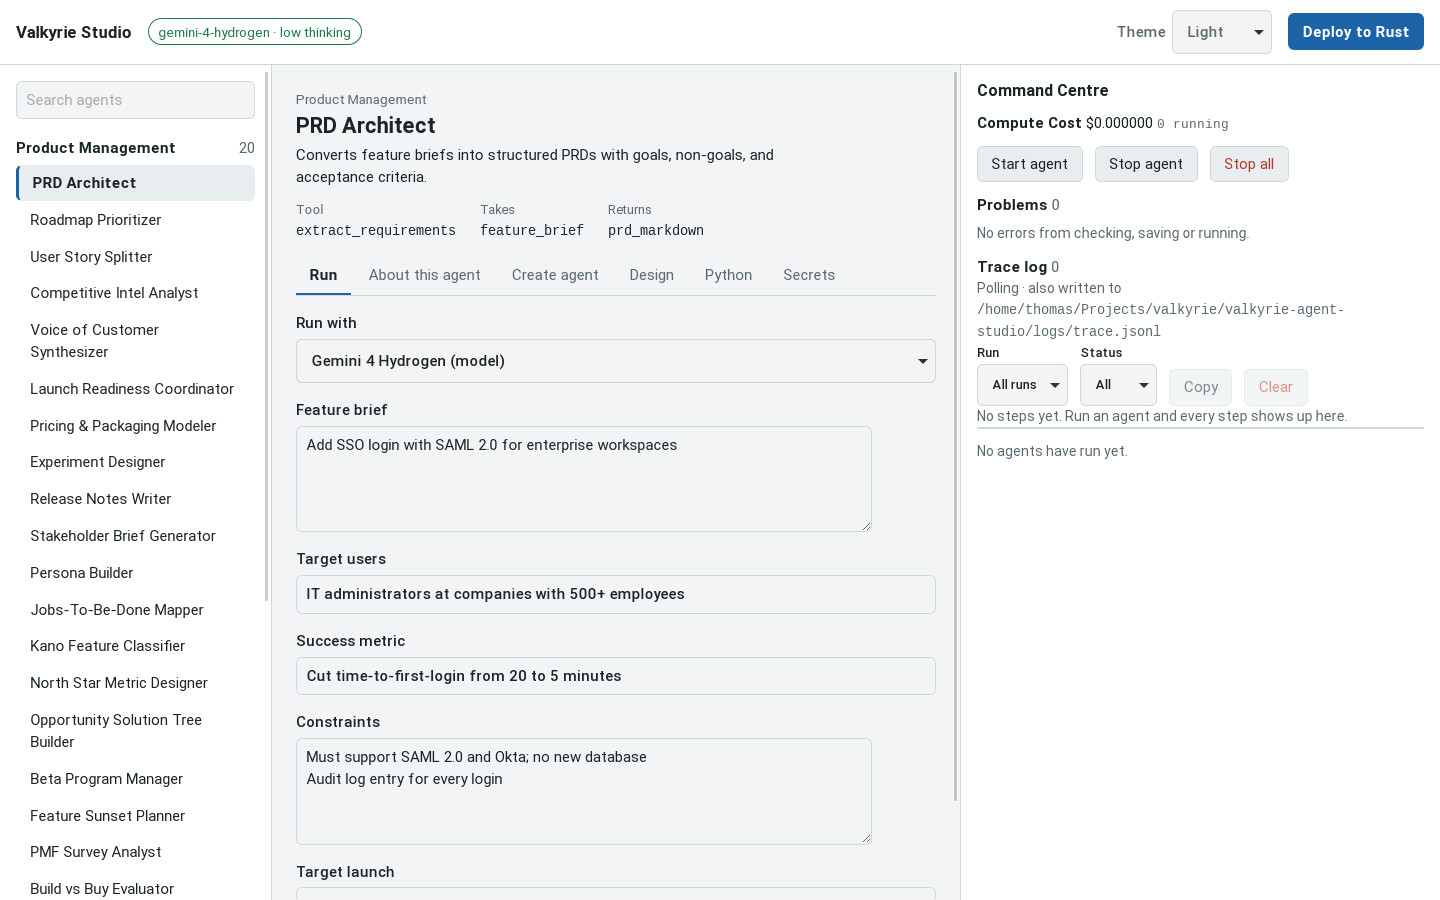 Valkyrie Studio
gemini-4-hydrogen · low thinking
Theme
Light
Deploy to Rust
Search agents
Product Management 20
PRD Architect
Roadmap Prioritizer
User Story Splitter
Competitive Intel Analyst
Voice of Customer
Synthesizer
Launch Readiness Coordinator
Pricing & Packaging Modeler
Experiment Designer
Release Notes Writer
Stakeholder Brief Generator
Persona Builder
Jobs-To-Be-Done Mapper
Kano Feature Classifier
North Star Metric Designer
Opportunity Solution Tree
Builder
Beta Program Manager
Feature Sunset Planner
PMF Survey Analyst
Build vs Buy Evaluator
Product Management
PRD Architect
Converts feature briefs into structured PRDs with goals, non-goals, and
acceptance criteria.
Tool Takes Returns
extract_requirements feature_brief prd_markdown
Run About this agent Create agent Design Python Secrets
Run with
Gemini 4 Hydrogen (model)
Feature brief
Add SSO login with SAML 2.0 for enterprise workspaces
Target users
IT administrators at companies with 500+ employees
Success metric
Cut time-to-first-login from 20 to 5 minutes
Constraints
Must support SAML 2.0 and Okta; no new database
Audit log entry for every login
Target launch
Command Centre
Compute Cost $0.000000 0 running
Start agent Stop agent Stop all
Problems 0
No errors from checking, saving or running.
Trace log 0
Polling · also written to
/home/thomas/Projects/valkyrie/valkyrie-agent-
studio/logs/trace.jsonl
Run Status
All runs All Copy Clear
No steps yet. Run an agent and every step shows up here.
No agents have run yet.